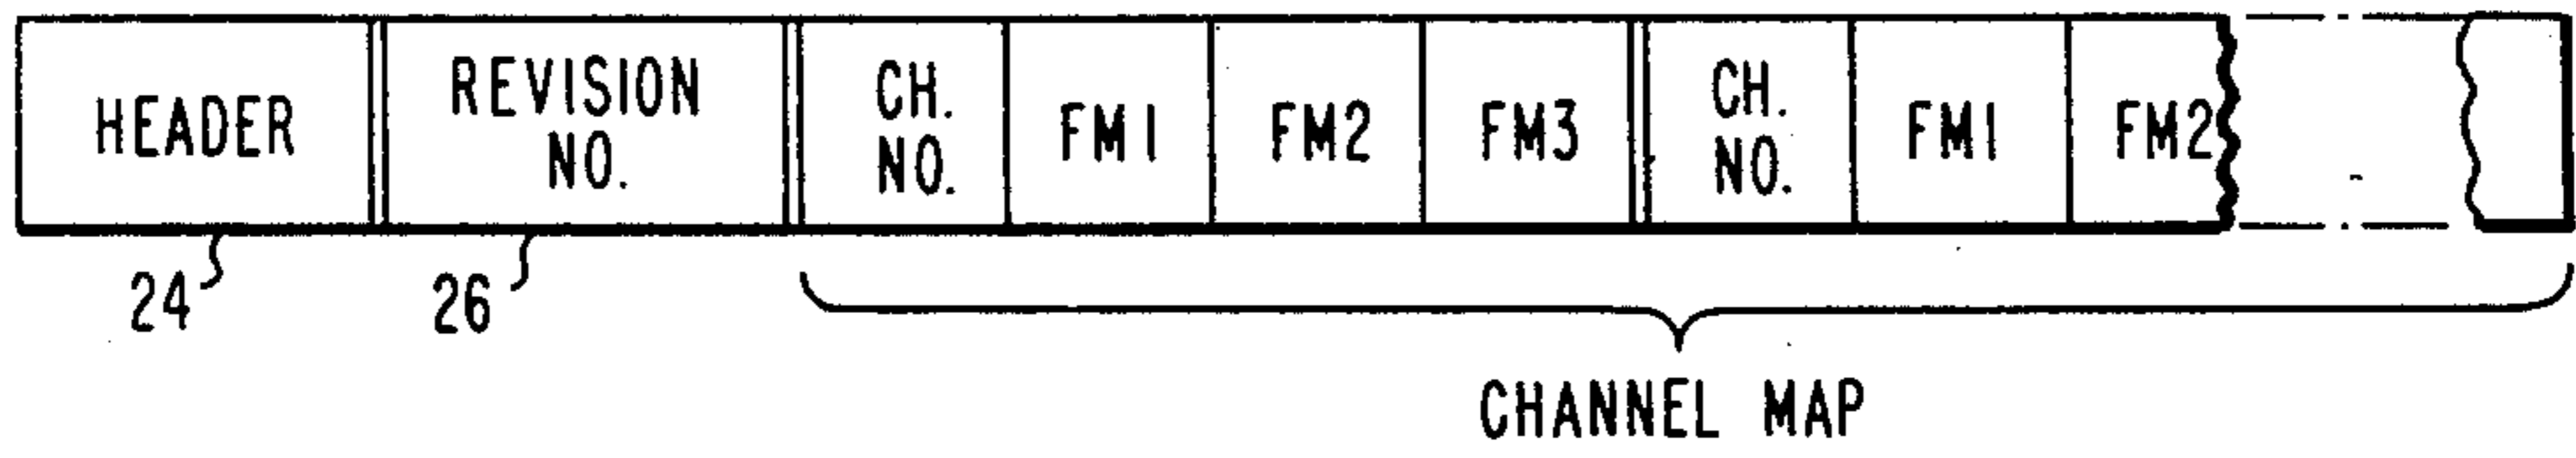 HEADER
REVISION NO.
CH. NO.
FM1
FM2
FM3
CH. NO.
FM1
FM2
24
26
CHANNEL MAP